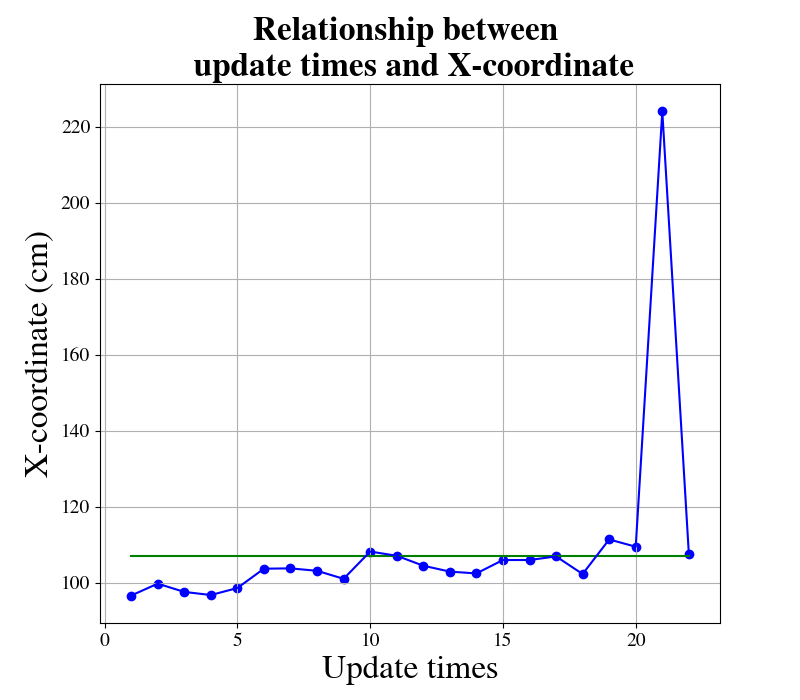 Relationship between
update times and X-coordinate
X-coordinate (cm)
220
200
180
160
140
120
100
0 5 10 15 20
Update times